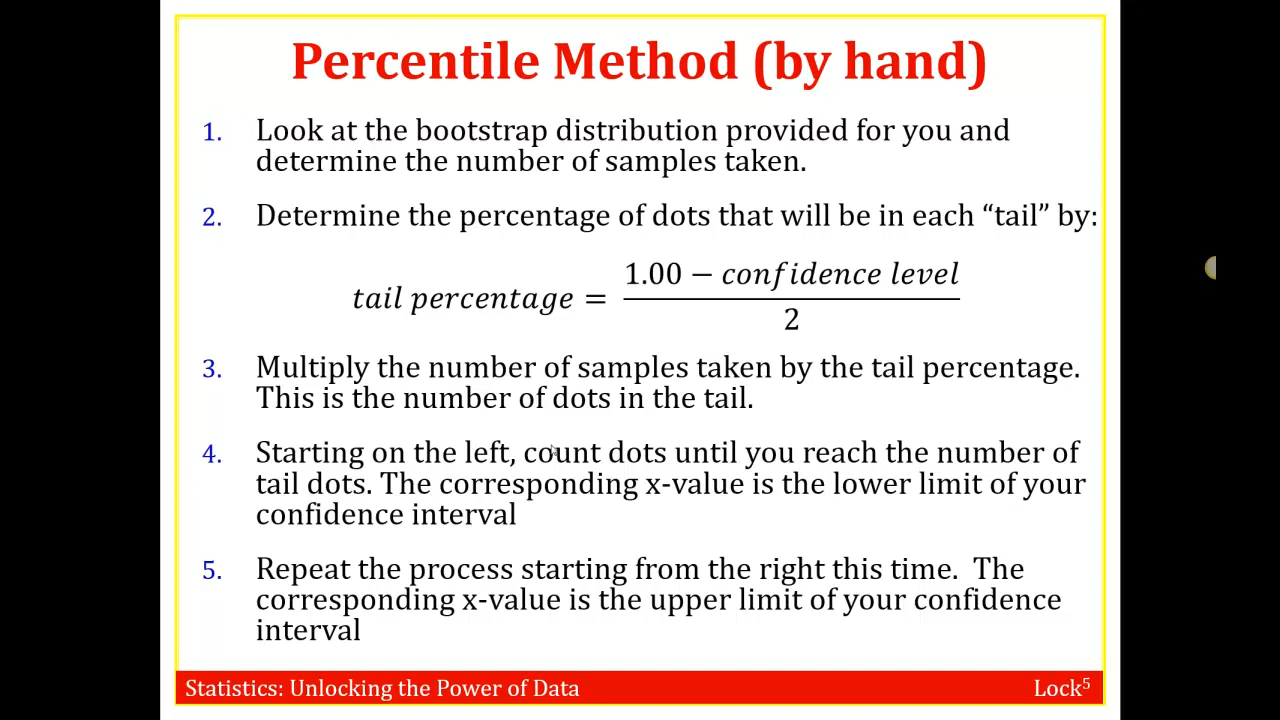 Percentile Method (by hand)
1. Look at the bootstrap distribution provided for you and
determine the number of samples taken.
2. Determine the percentage of dots that will be in each “tail” by:
tail percentage = (1.00 − confidence level) / 2
3. Multiply the number of samples taken by the tail percentage.
This is the number of dots in the tail.
4. Starting on the left, count dots until you reach the number of
tail dots. The corresponding x-value is the lower limit of your
confidence interval
5. Repeat the process starting from the right this time.  The
corresponding x-value is the upper limit of your confidence
interval
Statistics: Unlocking the Power of Data
Lock⁵